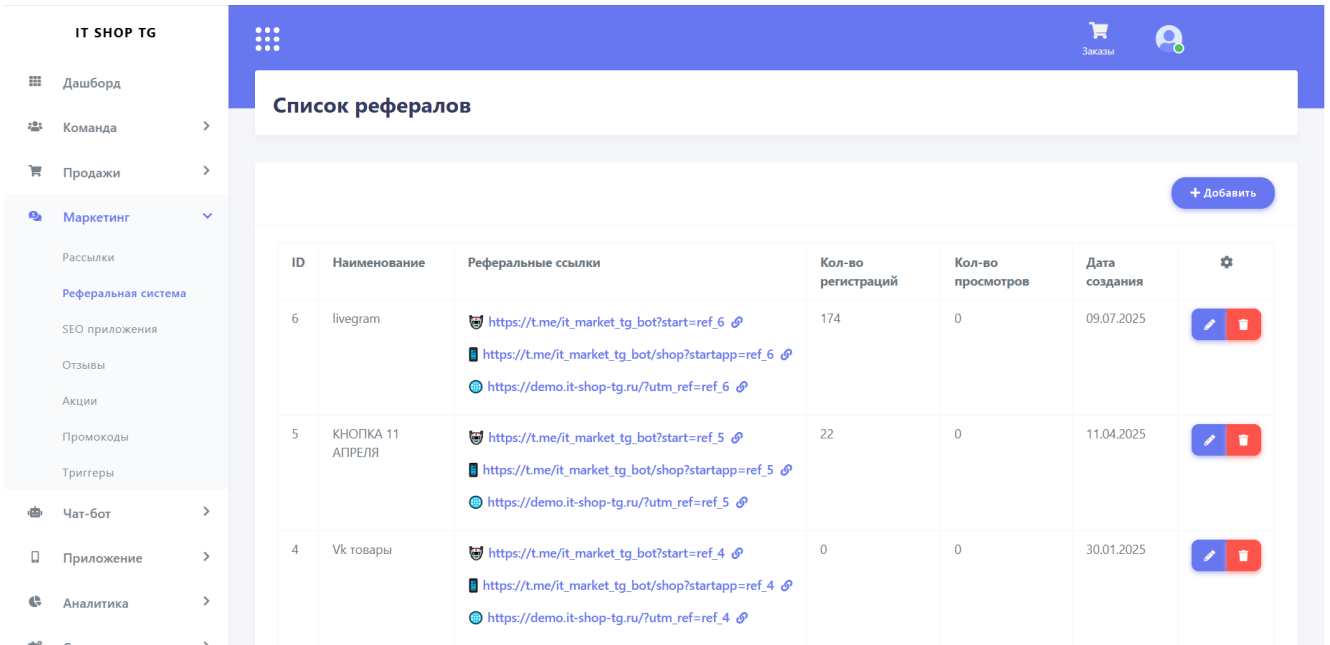 IT SHOP TG
Дашборд
Команда
Продажи
Маркетинг
Рассылки
Реферальная система
SEO приложения
Отзывы
Акции
Промокоды
Триггеры
Чат-бот
Приложение
Аналитика
Заказы
Список рефералов
+ Добавить
ID Наименование Реферальные ссылки Кол-во регистраций Кол-во просмотров Дата создания
6 livegram https://t.me/it_market_tg_bot?start=ref_6 174 0 09.07.2025
https://t.me/it_market_tg_bot/shop?startapp=ref_6
https://demo.it-shop-tg.ru/?utm_ref=ref_6
5 КНОПКА 11 АПРЕЛЯ https://t.me/it_market_tg_bot?start=ref_5 22 0 11.04.2025
https://t.me/it_market_tg_bot/shop?startapp=ref_5
https://demo.it-shop-tg.ru/?utm_ref=ref_5
4 Vk товары https://t.me/it_market_tg_bot?start=ref_4 0 0 30.01.2025
https://t.me/it_market_tg_bot/shop?startapp=ref_4
https://demo.it-shop-tg.ru/?utm_ref=ref_4